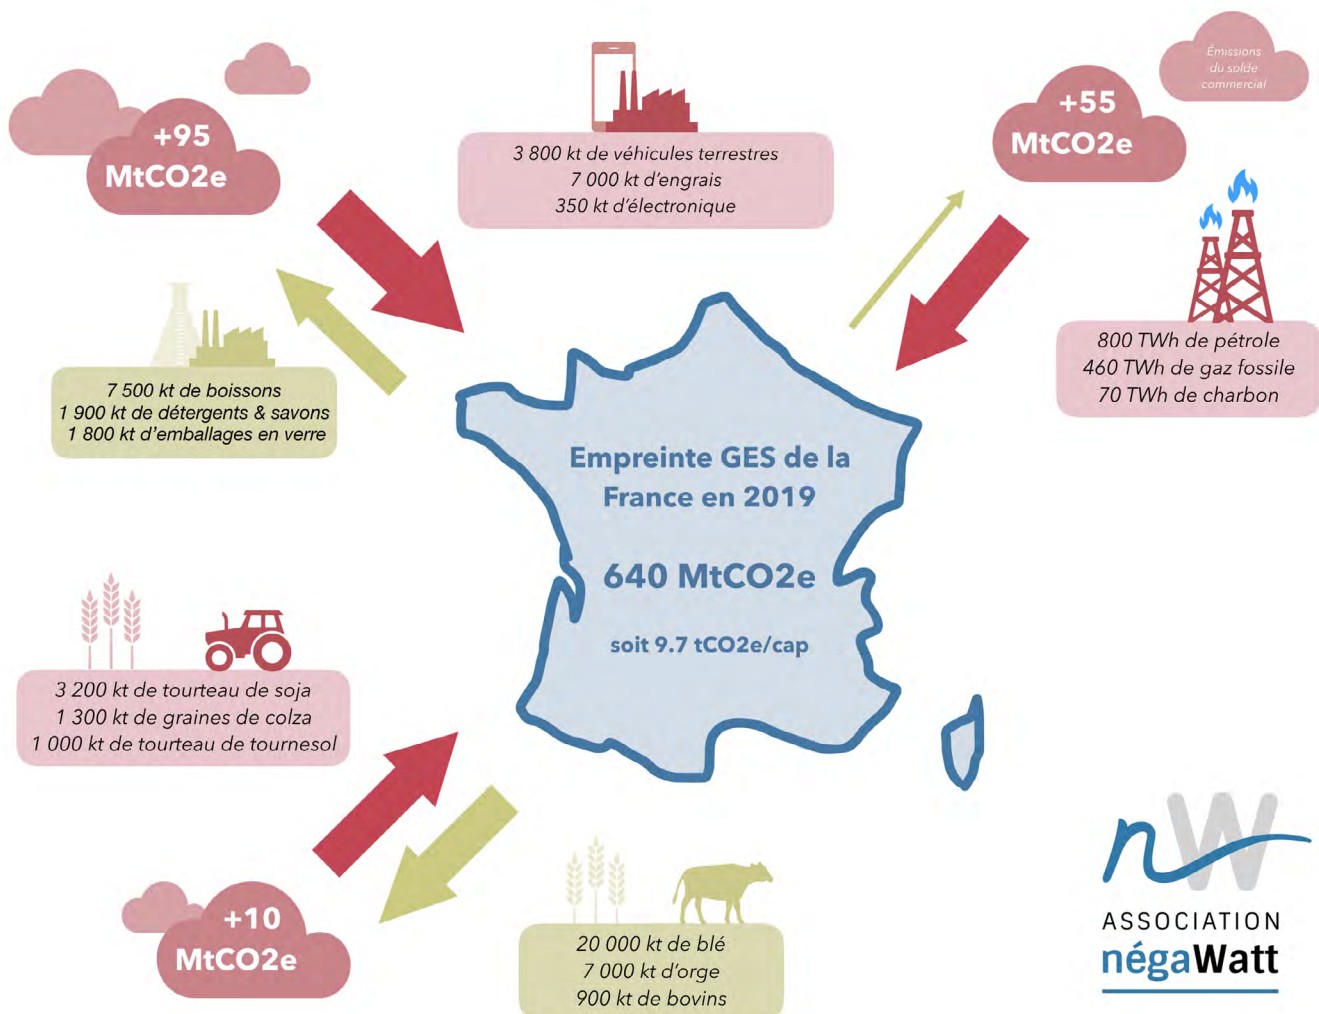 Émissions
du solde
commercial
+55
MtCO2e
+95
MtCO2e
3 800 kt de véhicules terrestres
7 000 kt d'engrais
350 kt d'électronique
800 TWh de pétrole
460 TWh de gaz fossile
70 TWh de charbon
7 500 kt de boissons
1 900 kt de détergents & savons
1 800 kt d'emballages en verre
Empreinte GES de la
France en 2019
640 MtCO2e
soit 9.7 tCO2e/cap
3 200 kt de tourteau de soja
1 300 kt de graines de colza
1 000 kt de tourteau de tournesol
+10
MtCO2e
20 000 kt de blé
7 000 kt d'orge
900 kt de bovins
nW
ASSOCIATION
négaWatt